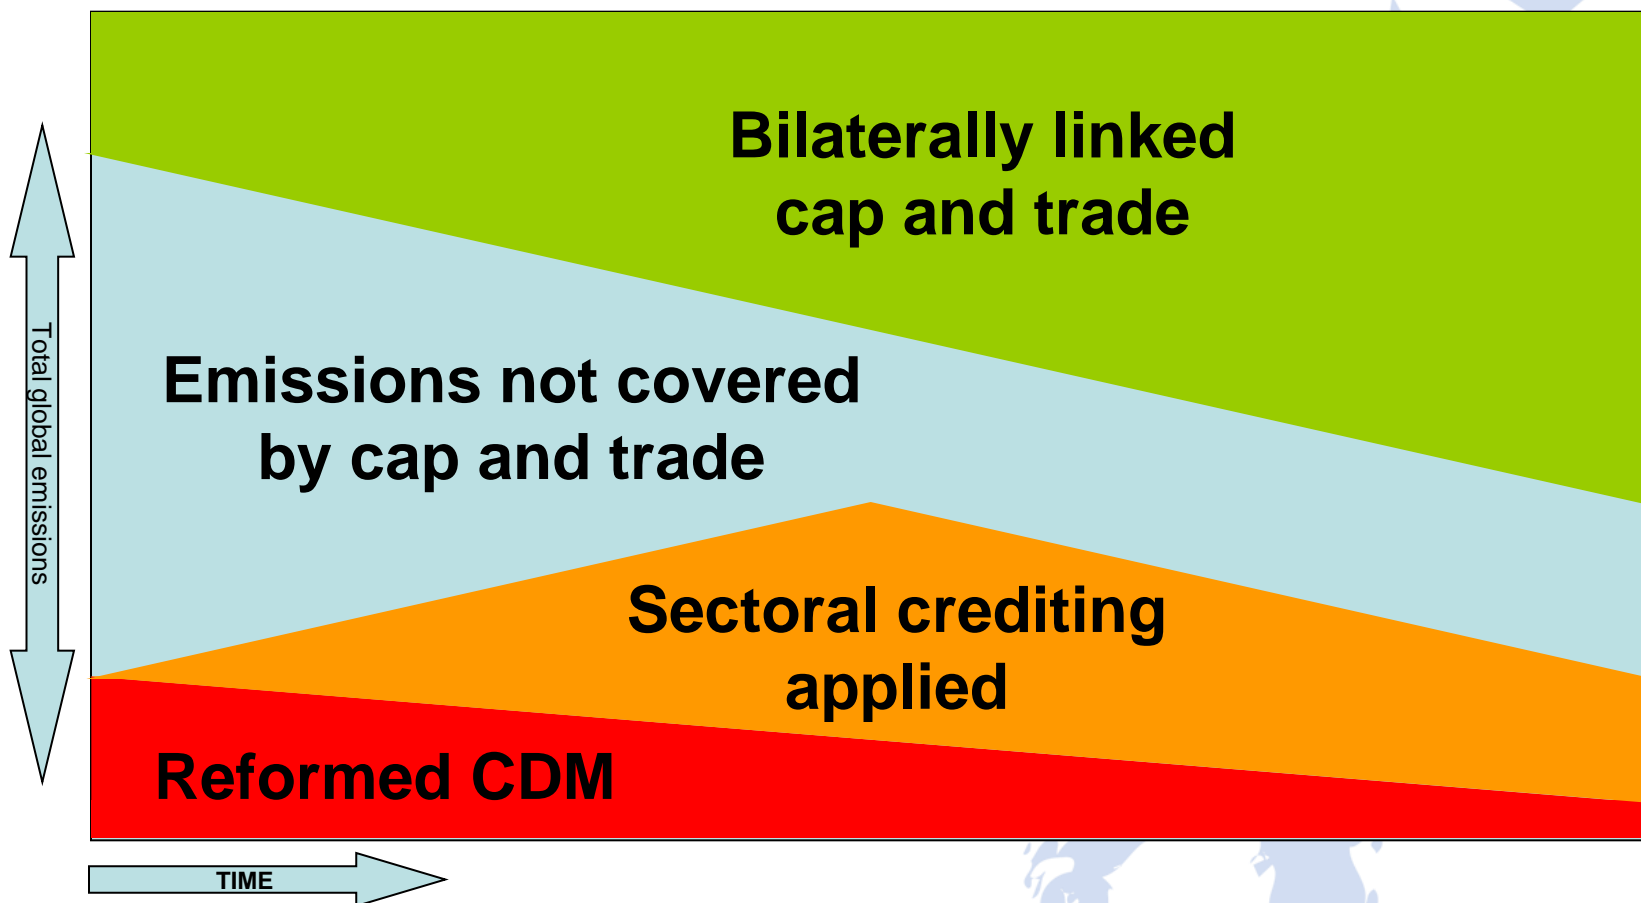 Bilaterally linked
cap and trade
Total global emissions
Emissions not covered
by cap and trade
Sectoral crediting
applied
Reformed CDM
TIME